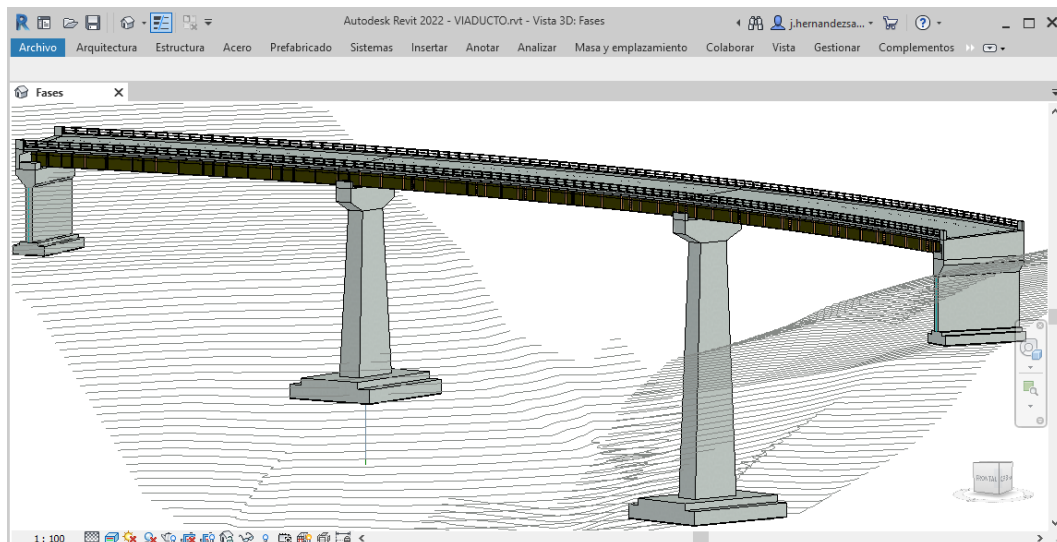 Autodesk Revit 2022 - VIADUCTO.rvt - Vista 3D: Fases
j.hernandezsa...
Archivo Arquitectura Estructura Acero Prefabricado Sistemas Insertar Anotar Analizar Masa y emplazamiento Colaborar Vista Gestionar Complementos
Fases
FRONTAL
1 : 100